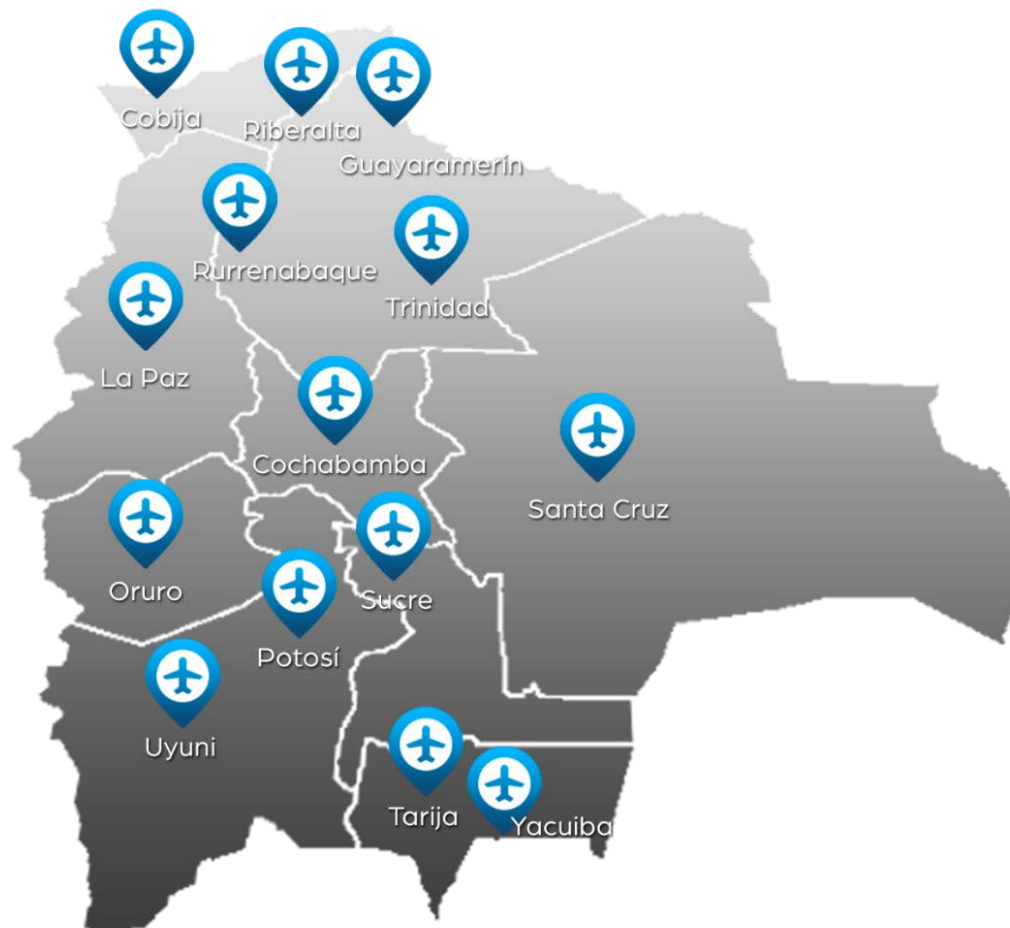 Cobija
Riberalta
Guayaramerín
Rurrenabaque
Trinidad
La Paz
Cochabamba
Santa Cruz
Oruro
Sucre
Potosí
Uyuni
Tarija
Yacuiba